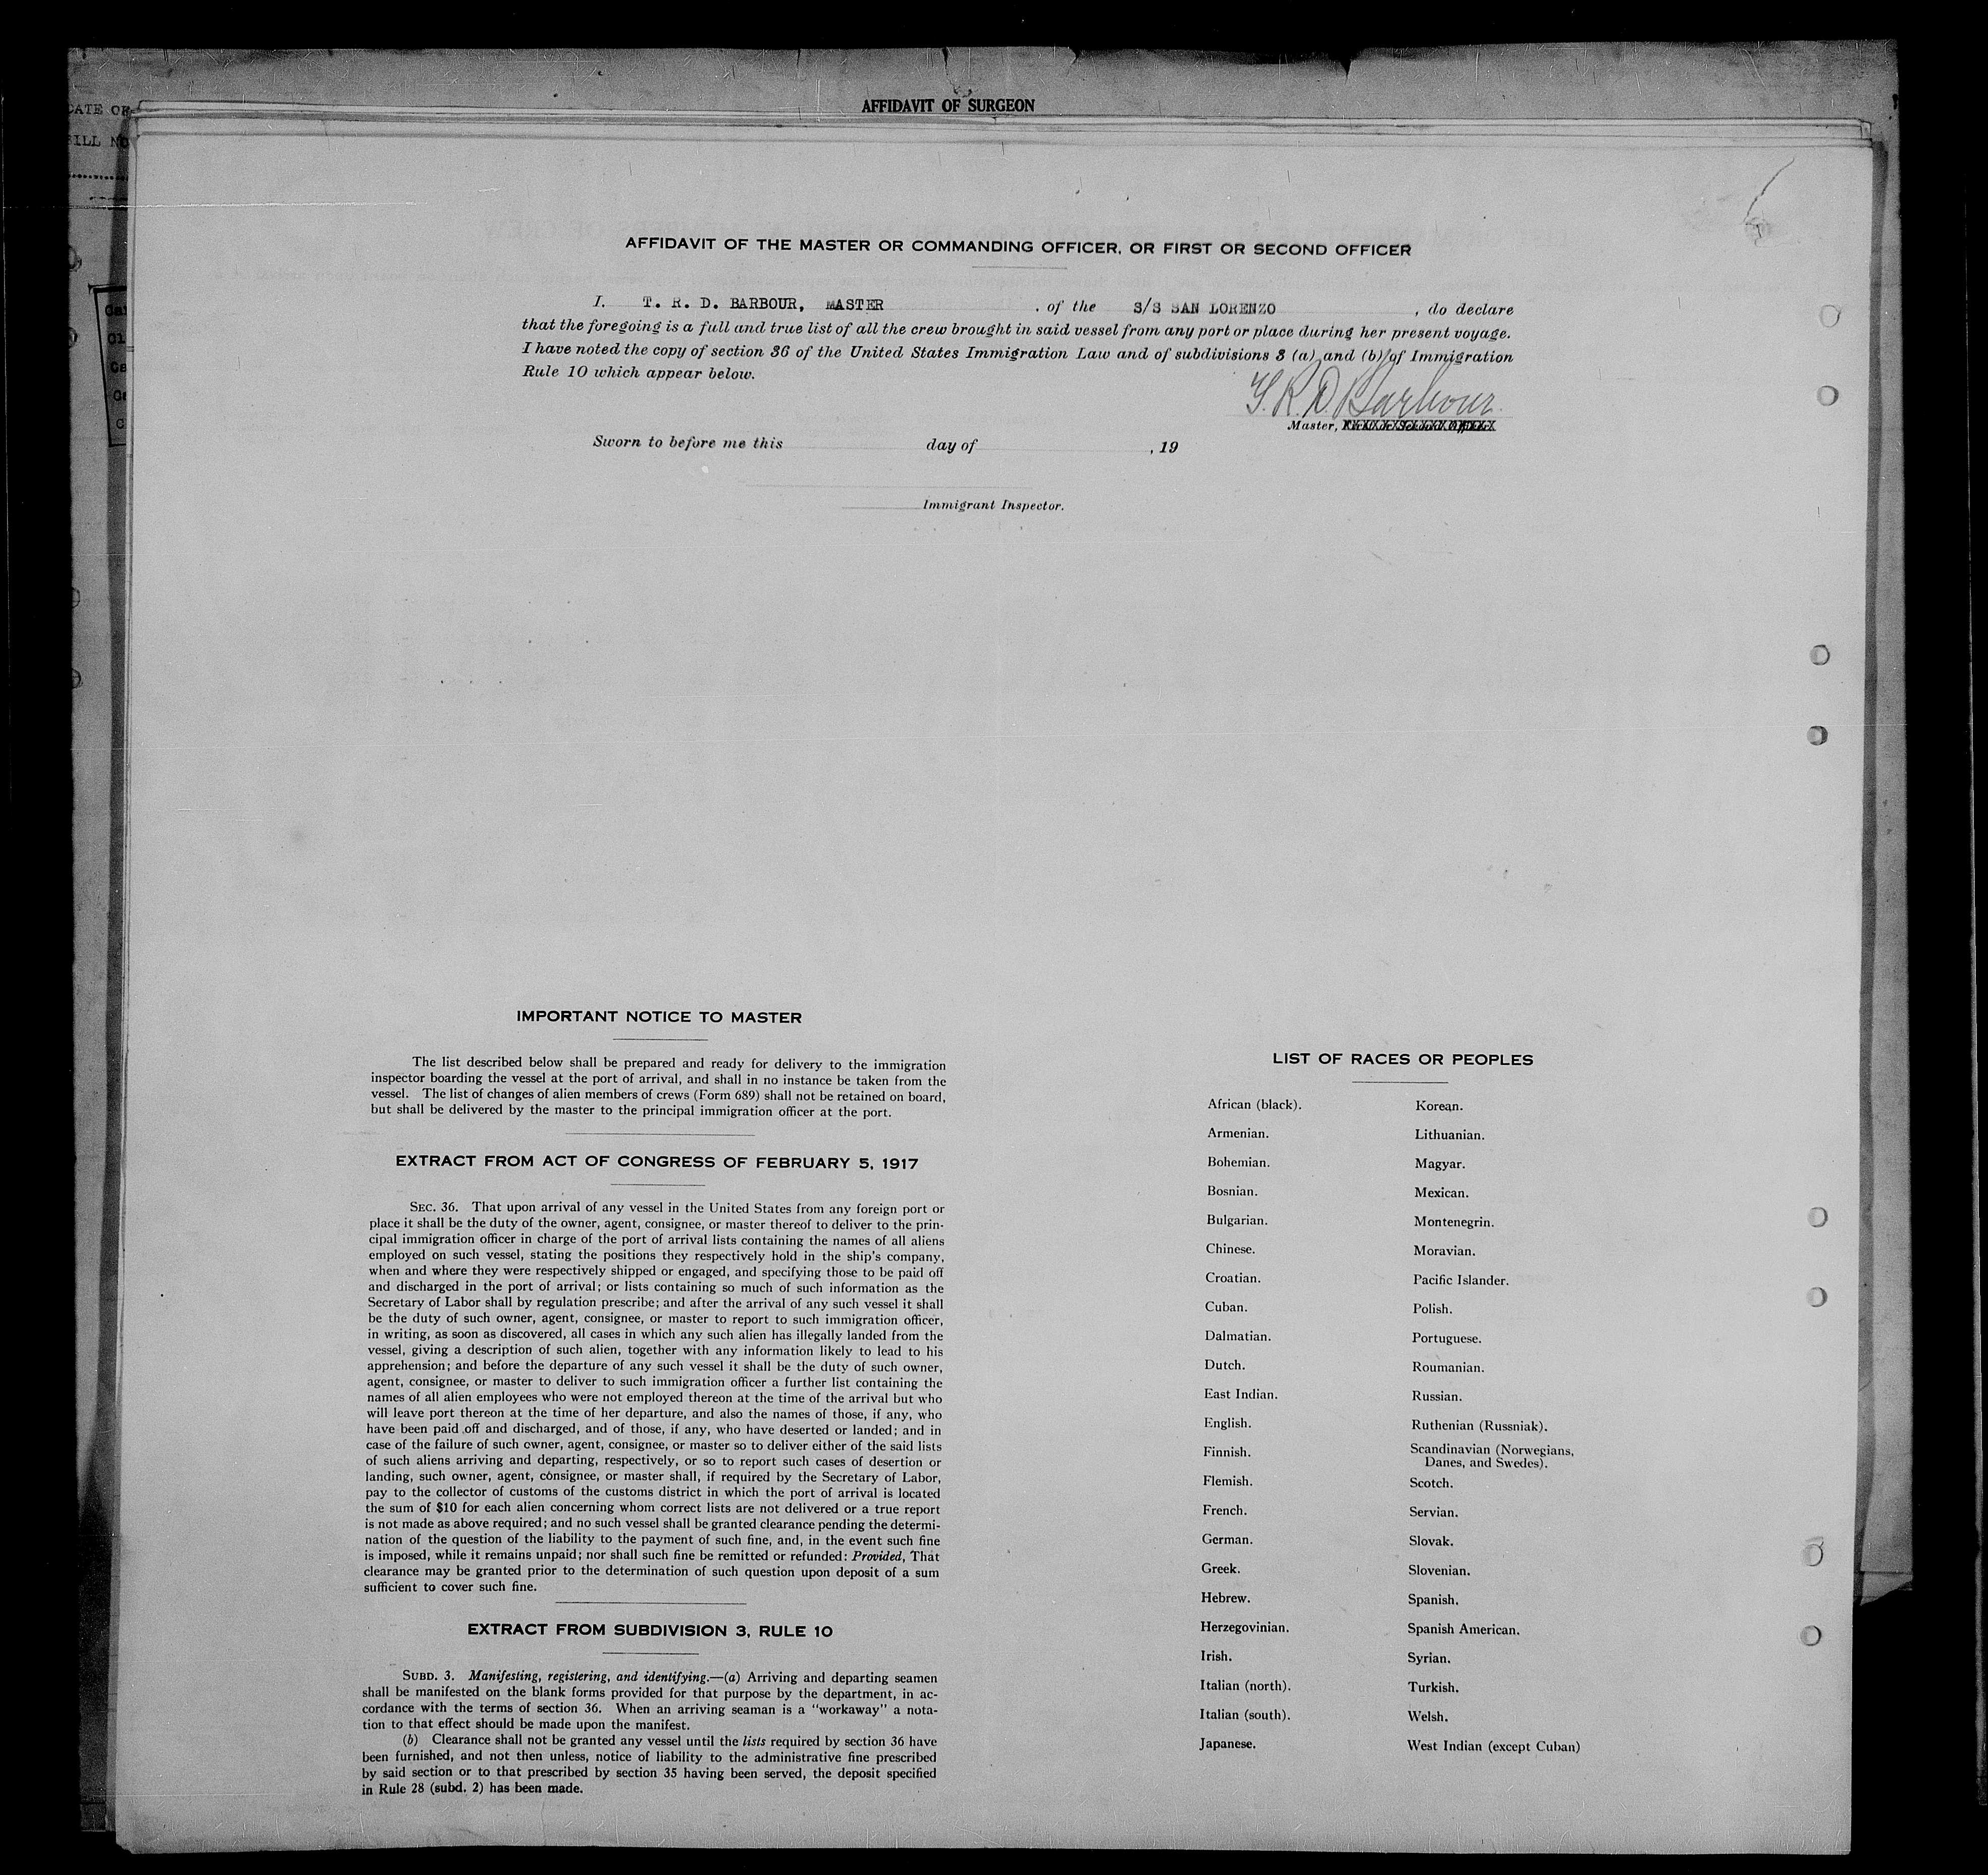 AFFIDAVIT OF SURGEON
DATE OF
BILL NO
AFFIDAVIT OF THE MASTER OR COMMANDING OFFICER, OR FIRST OR SECOND OFFICER
I, T. R. D. BARBOUR, MASTER, of the S/S SAN LORENZO, do declare
that the foregoing is a full and true list of all the crew brought in said vessel from any port or place during her present voyage.
I have noted the copy of section 36 of the United States Immigration Law and of subdivisions 3 (a) and (b) of Immigration
Rule 10 which appear below.
T. R. D. Barbour.
Master,
Sworn to before me this day of , 19
Immigrant Inspector.
IMPORTANT NOTICE TO MASTER
The list described below shall be prepared and ready for delivery to the immigration
inspector boarding the vessel at the port of arrival, and shall in no instance be taken from the
vessel. The list of changes of alien members of crews (Form 689) shall not be retained on board,
but shall be delivered by the master to the principal immigration officer at the port.
EXTRACT FROM ACT OF CONGRESS OF FEBRUARY 5, 1917
SEC. 36. That upon arrival of any vessel in the United States from any foreign port or
place it shall be the duty of the owner, agent, consignee, or master thereof to deliver to the prin-
cipal immigration officer in charge of the port of arrival lists containing the names of all aliens
employed on such vessel, stating the positions they respectively hold in the ship's company,
when and where they were respectively shipped or engaged, and specifying those to be paid off
and discharged in the port of arrival; or lists containing so much of such information as the
Secretary of Labor shall by regulation prescribe; and after the arrival of any such vessel it shall
be the duty of such owner, agent, consignee, or master to report to such immigration officer,
in writing, as soon as discovered, all cases in which any such alien has illegally landed from the
vessel, giving a description of such alien, together with any information likely to lead to his
apprehension; and before the departure of any such vessel it shall be the duty of such owner,
agent, consignee, or master to deliver to such immigration officer a further list containing the
names of all alien employees who were not employed thereon at the time of the arrival but who
will leave port thereon at the time of her departure, and also the names of those, if any, who
have been paid off and discharged, and of those, if any, who have deserted or landed; and in
case of the failure of such owner, agent, consignee, or master so to deliver either of the said lists
of such aliens arriving and departing, respectively, or so to report such cases of desertion or
landing, such owner, agent, consignee, or master shall, if required by the Secretary of Labor,
pay to the collector of customs of the customs district in which the port of arrival is located
the sum of $10 for each alien concerning whom correct lists are not delivered or a true report
is not made as above required; and no such vessel shall be granted clearance pending the determi-
nation of the question of the liability to the payment of such fine, and, in the event such fine
is imposed, while it remains unpaid; nor shall such fine be remitted or refunded: Provided, That
clearance may be granted prior to the determination of such question upon deposit of a sum
sufficient to cover such fine.
EXTRACT FROM SUBDIVISION 3, RULE 10
SUBD. 3. Manifesting, registering, and identifying.—(a) Arriving and departing seamen
shall be manifested on the blank forms provided for that purpose by the department, in ac-
cordance with the terms of section 36. When an arriving seaman is a "workaway" a nota-
tion to that effect should be made upon the manifest.
(b) Clearance shall not be granted any vessel until the lists required by section 36 have
been furnished, and not then unless, notice of liability to the administrative fine prescribed
by said section or to that prescribed by section 35 having been served, the deposit specified
in Rule 28 (subd. 2) has been made.
LIST OF RACES OR PEOPLES
African (black).
Armenian.
Bohemian.
Bosnian.
Bulgarian.
Chinese.
Croatian.
Cuban.
Dalmatian.
Dutch.
East Indian.
English.
Finnish.
Flemish.
French.
German.
Greek.
Hebrew.
Herzegovinian.
Irish.
Italian (north).
Italian (south).
Japanese.
Korean.
Lithuanian.
Magyar.
Mexican.
Montenegrin.
Moravian.
Pacific Islander.
Polish.
Portuguese.
Roumanian.
Russian.
Ruthenian (Russniak).
Scandinavian (Norwegians,
Danes, and Swedes).
Scotch.
Servian.
Slovak.
Slovenian.
Spanish.
Spanish American.
Syrian.
Turkish.
Welsh.
West Indian (except Cuban)